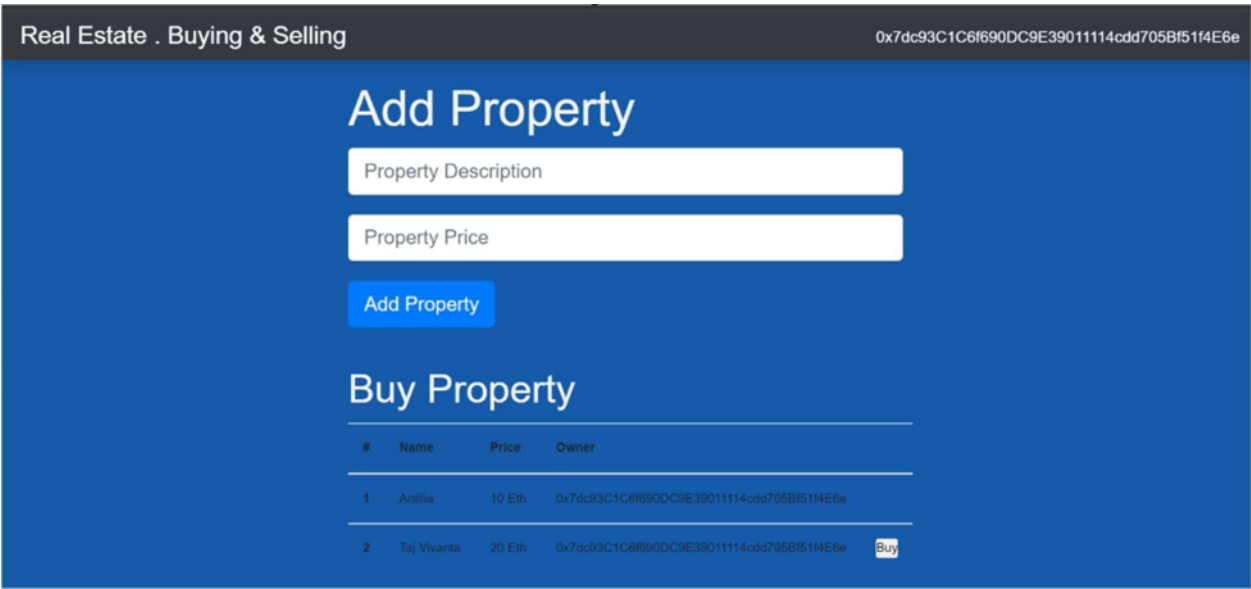 Real Estate . Buying & Selling
0x7dc93C1C6f690DC9E39011114cdd705Bf51f4E6e
Add Property
Property Description
Property Price
Add Property
Buy Property
# Name Price Owner
1 Antilia 10 Eth 0x7dc93C1C6f690DC9E39011114cdd705Bf51f4E6e
2 Taj Vivanta 20 Eth 0x7dc93C1C6f690DC9E39011114cdd705Bf51f4E6e Buy